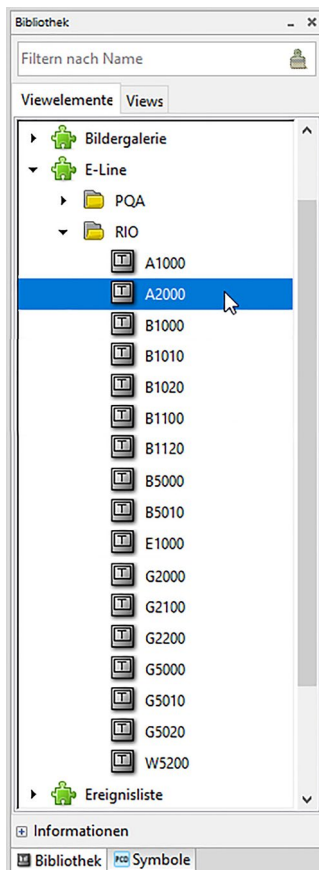 Bibliothek
Filtern nach Name
Viewelemente Views
Bildergalerie
E-Line
PQA
RIO
A1000
A2000
B1000
B1010
B1020
B1100
B1120
B5000
B5010
E1000
G2000
G2100
G2200
G5000
G5010
G5020
W5200
Ereignisliste
Informationen
Bibliothek PCD Symbole